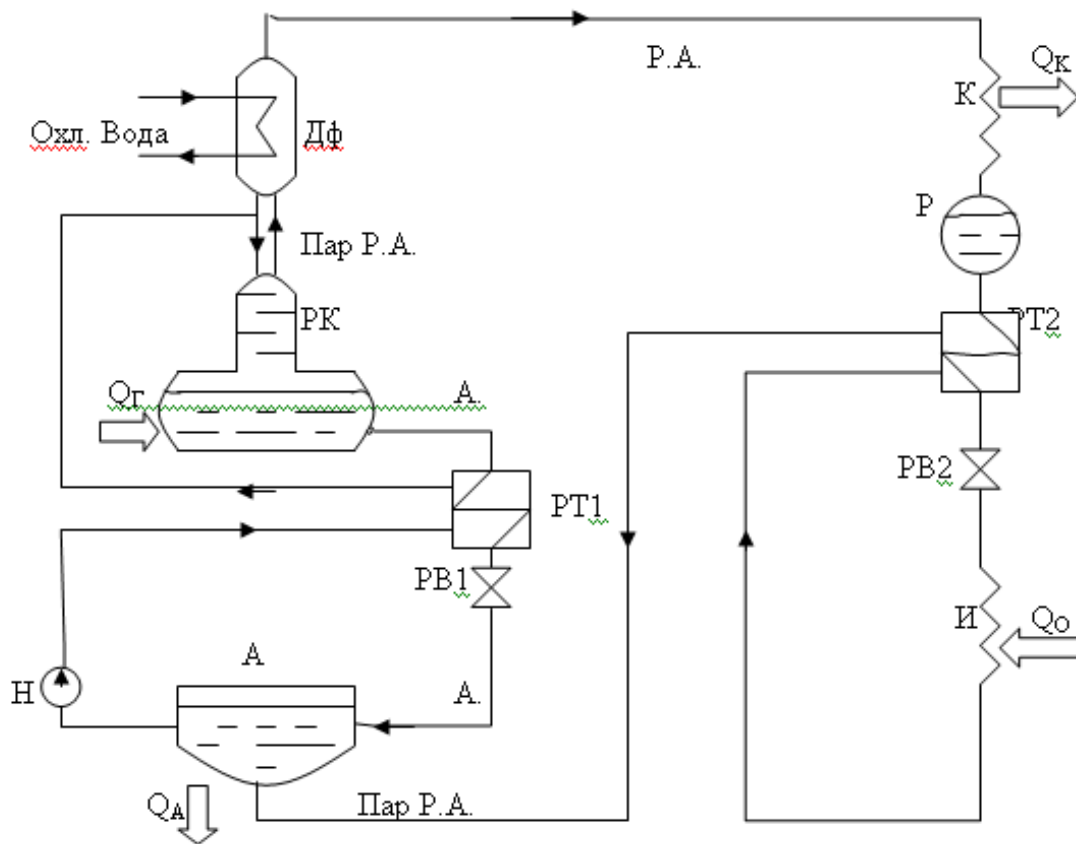 Р.А.
QК
К
Охл. Вода
Дф
Р
Пар Р.А.
РК
РТ2
QГ
А.
РВ2
РТ1
РВ1
И
QО
А
Н
А.
QА
Пар Р.А.